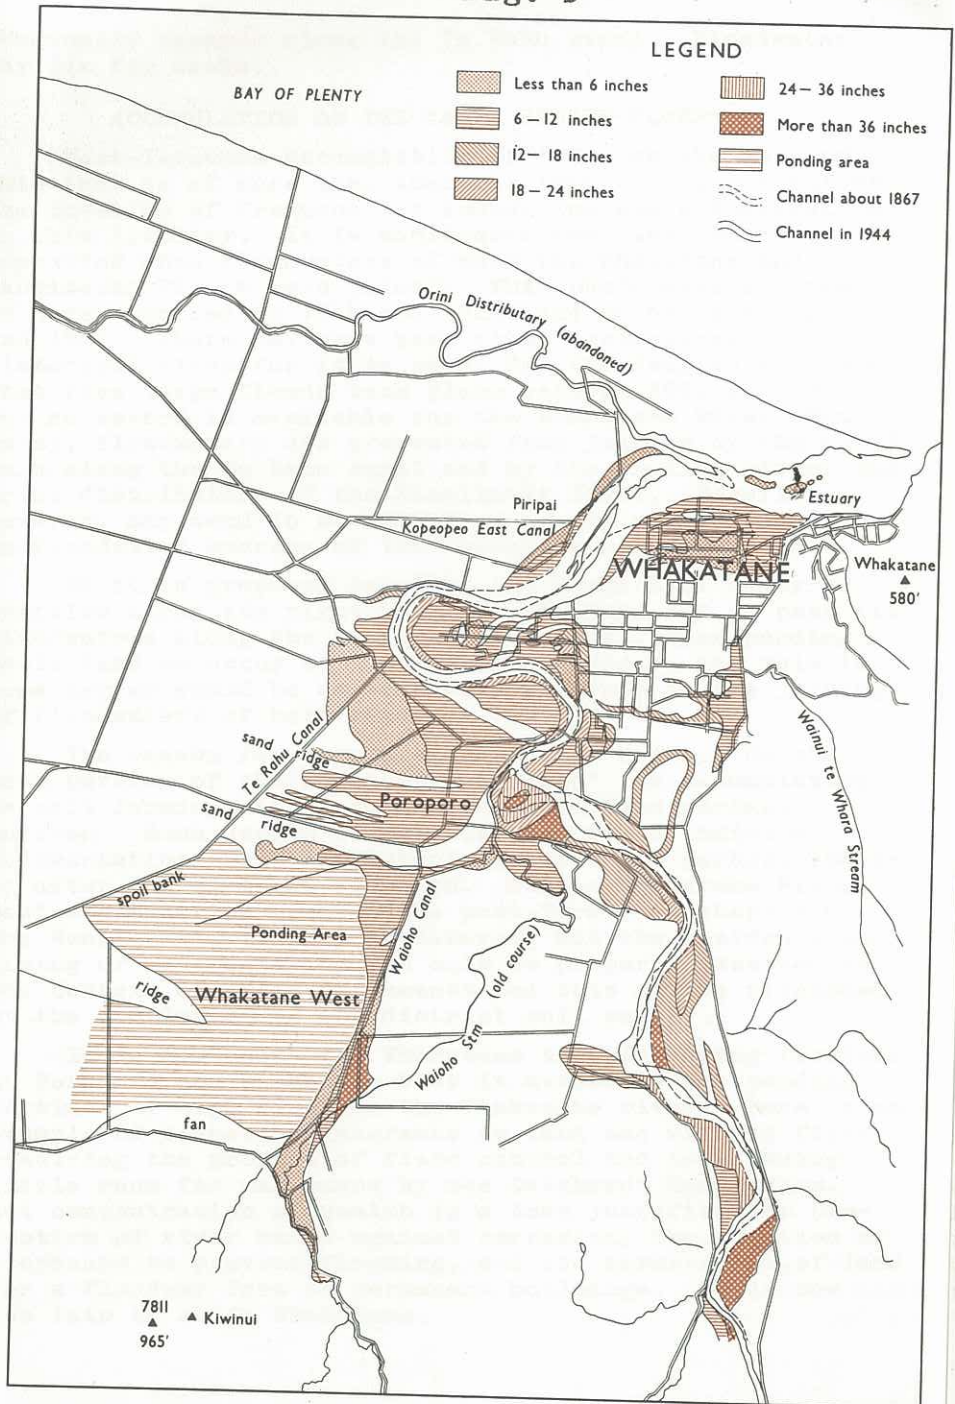 LEGEND
Less than 6 inches
6 – 12 inches
12 – 18 inches
18 – 24 inches
24 – 36 inches
More than 36 inches
Ponding area
Channel about 1867
Channel in 1944
BAY OF PLENTY
Orini Distributary (abandoned)
Piripai
Kopeopeo East Canal
Estuary
WHAKATANE
Whakatane
580'
Te Rahu Canal
sand ridge
sand ridge
Poroporo
Wainui te Whara Stream
spoil bank
Ponding Area
Waioho Canal
ridge
Whakatane West
Waioho Stm (old course)
fan
7811
965'
Kiwinui